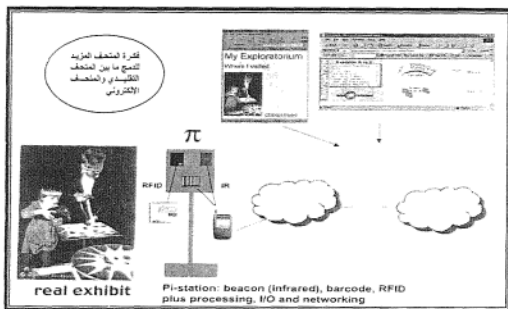 فكرة المتحف المزيد
للدمج ما بين المتحف
التقليدي والمتحف
الإلكتروني
My Exploratorium
π
RFID
IR
real exhibit
Pi-station: beacon (infrared), barcode, RFID
plus processing, I/O and networking